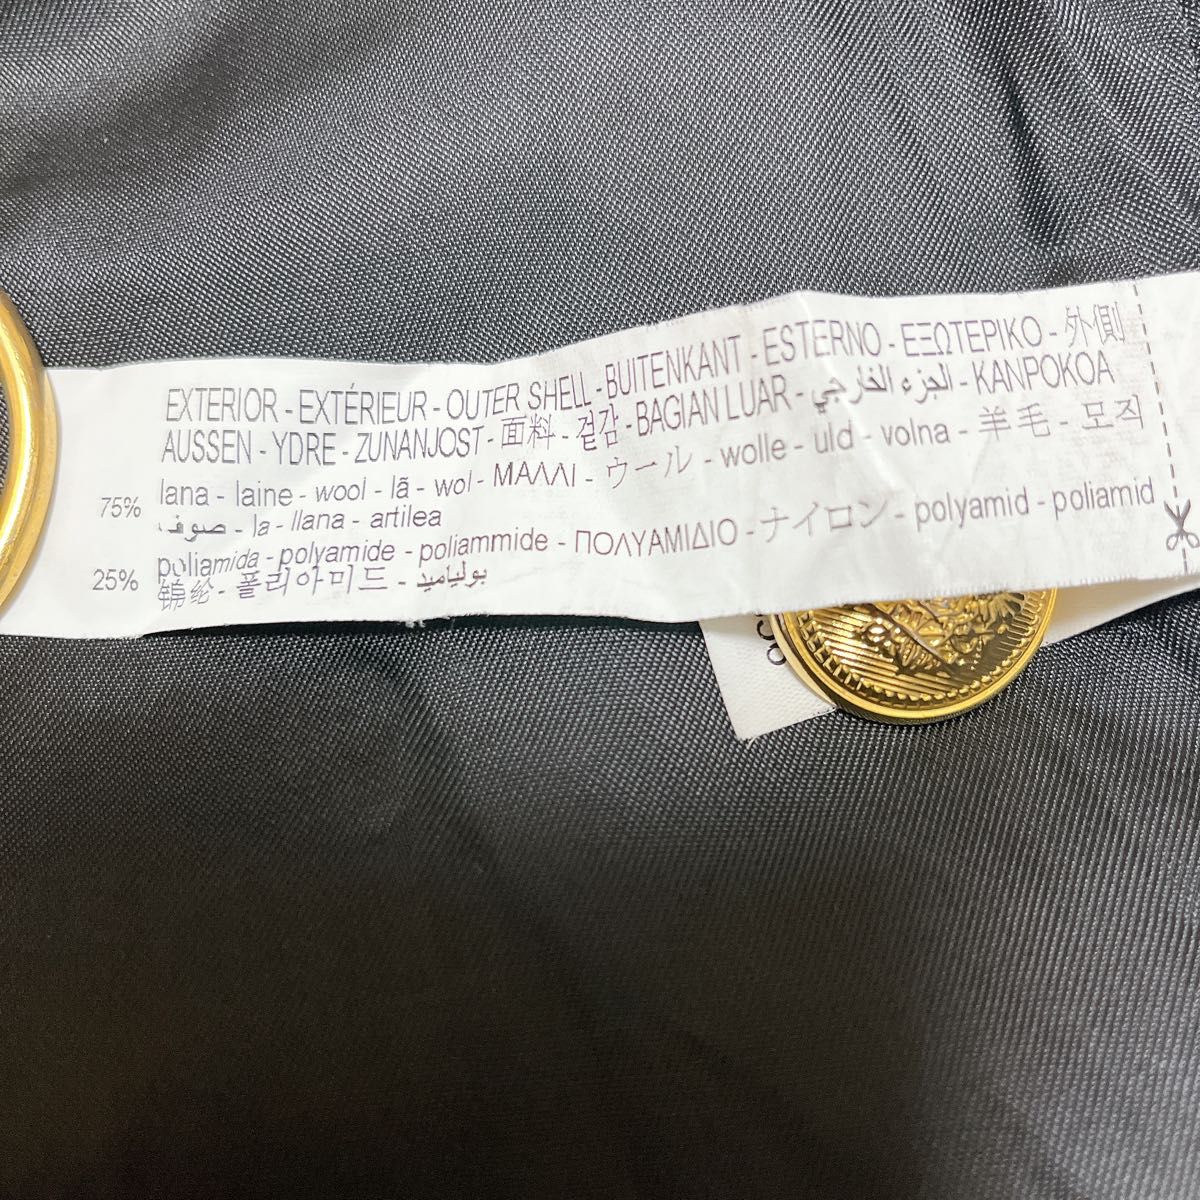 EXTERIOR - EXTÉRIEUR - OUTER SHELL - BUITENKANT - ESTERNO - ΕΞΩΤΕΡΙΚΟ - 外側
AUSSEN - YDRE - ZUNANJOST - 面料 - 겉감 - BAGIAN LUAR - الجزء الخارجي - KANPOKOA
75% lana - laine - wool - lã - wol - ΜΑΛΛΙ - ウール - wolle - uld - volna - 羊毛 - 모직
صوف - la - llana - artilea
25% poliamida - polyamide - poliammide - ΠΟΛΥΑΜΙΔΙΟ - ナイロン - polyamid - poliamid
锦纶 - 폴리아미드 - بولياميد